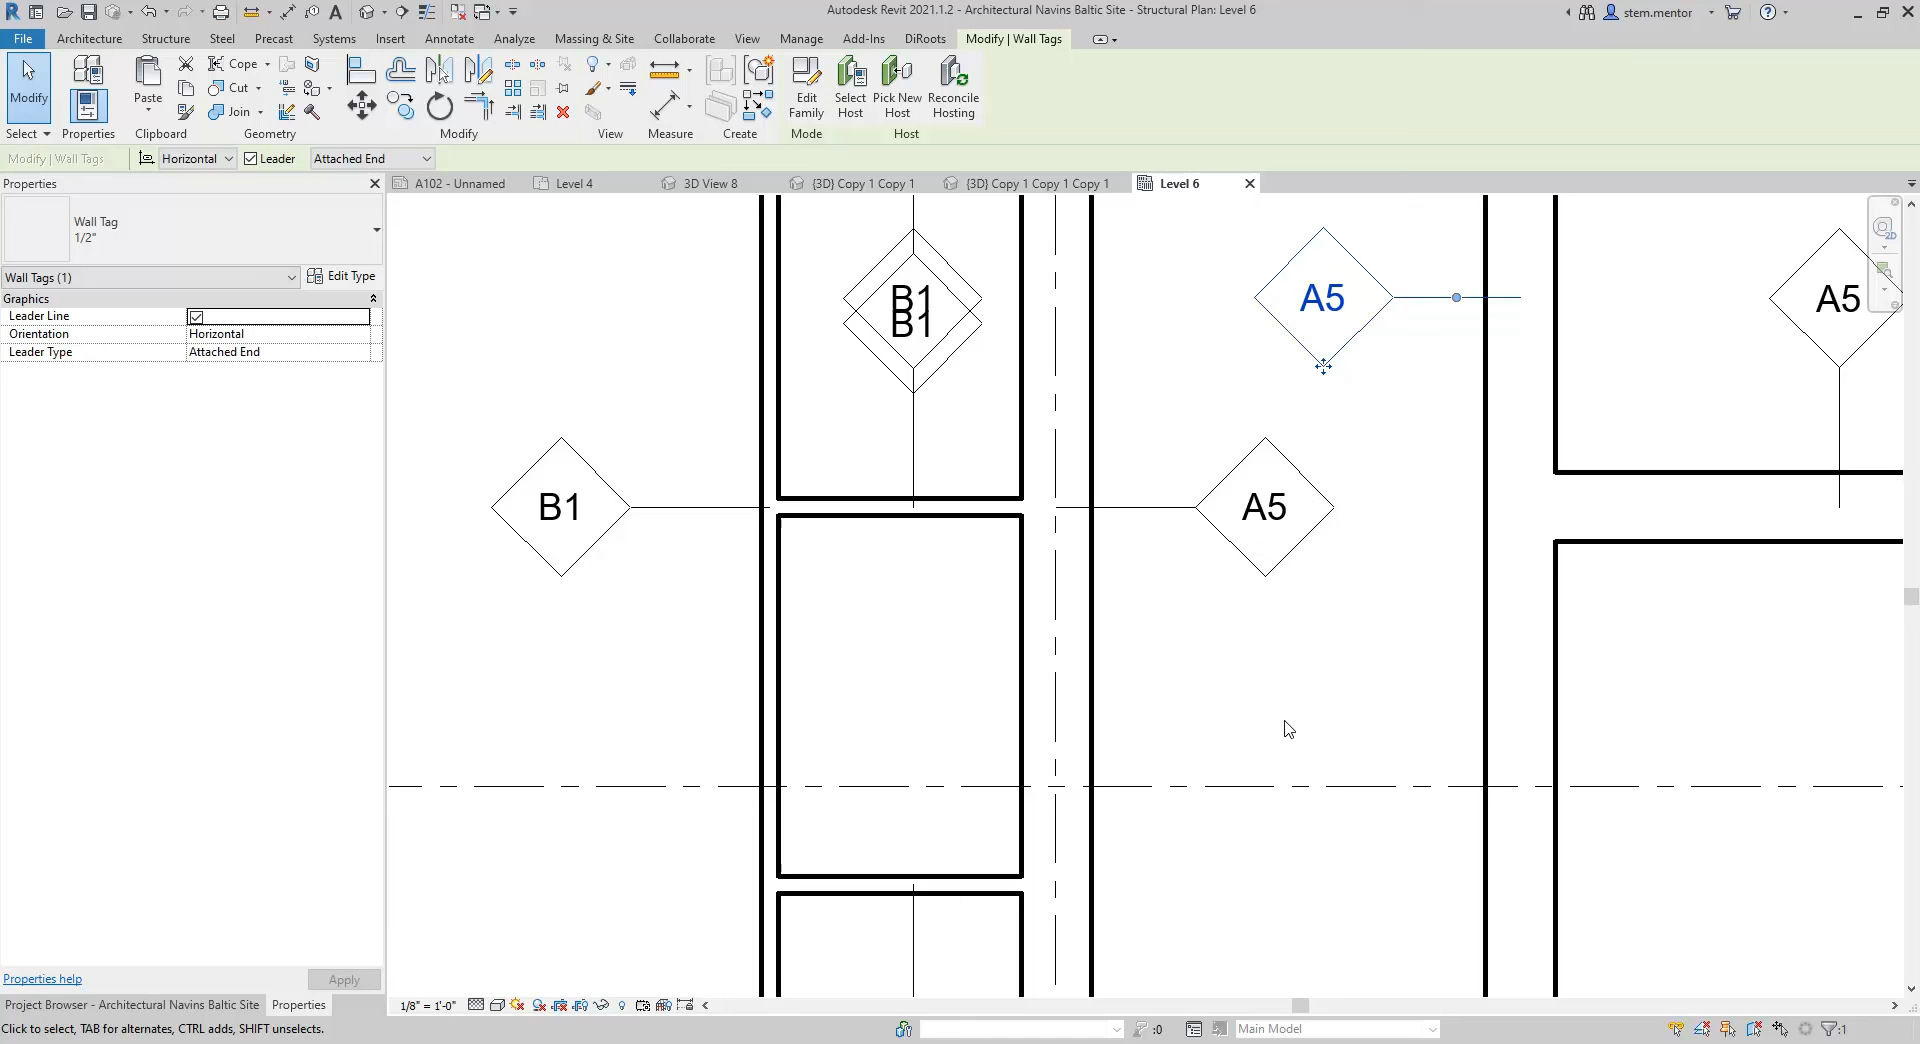 Autodesk Revit 2021.1.2 - Architectural Navins Baltic Site - Structural Plan: Level 6
stem.mentor
File Architecture Structure Steel Precast Systems Insert Annotate Analyze Massing & Site Collaborate View Manage Add-Ins DiRoots Modify | Wall Tags
Modify
Paste
Cope
Cut
Join
Edit Family
Select Host
Pick New Host
Reconcile Hosting
Select Properties Clipboard Geometry Modify View Measure Create Mode Host
Modify | Wall Tags Horizontal Leader Attached End
Properties
A102 - Unnamed Level 4 3D View 8 {3D} Copy 1 Copy 1 {3D} Copy 1 Copy 1 Copy 1 Level 6
Wall Tag
1/2"
Wall Tags (1) Edit Type
Graphics
Leader Line
Orientation Horizontal
Leader Type Attached End
2D
B1
B1
A5
A5
B1
A5
Properties help Apply
Project Browser - Architectural Navins Baltic Site Properties
1/8" = 1'-0"
Click to select, TAB for alternates, CTRL adds, SHIFT unselects.
:0
Main Model
:1